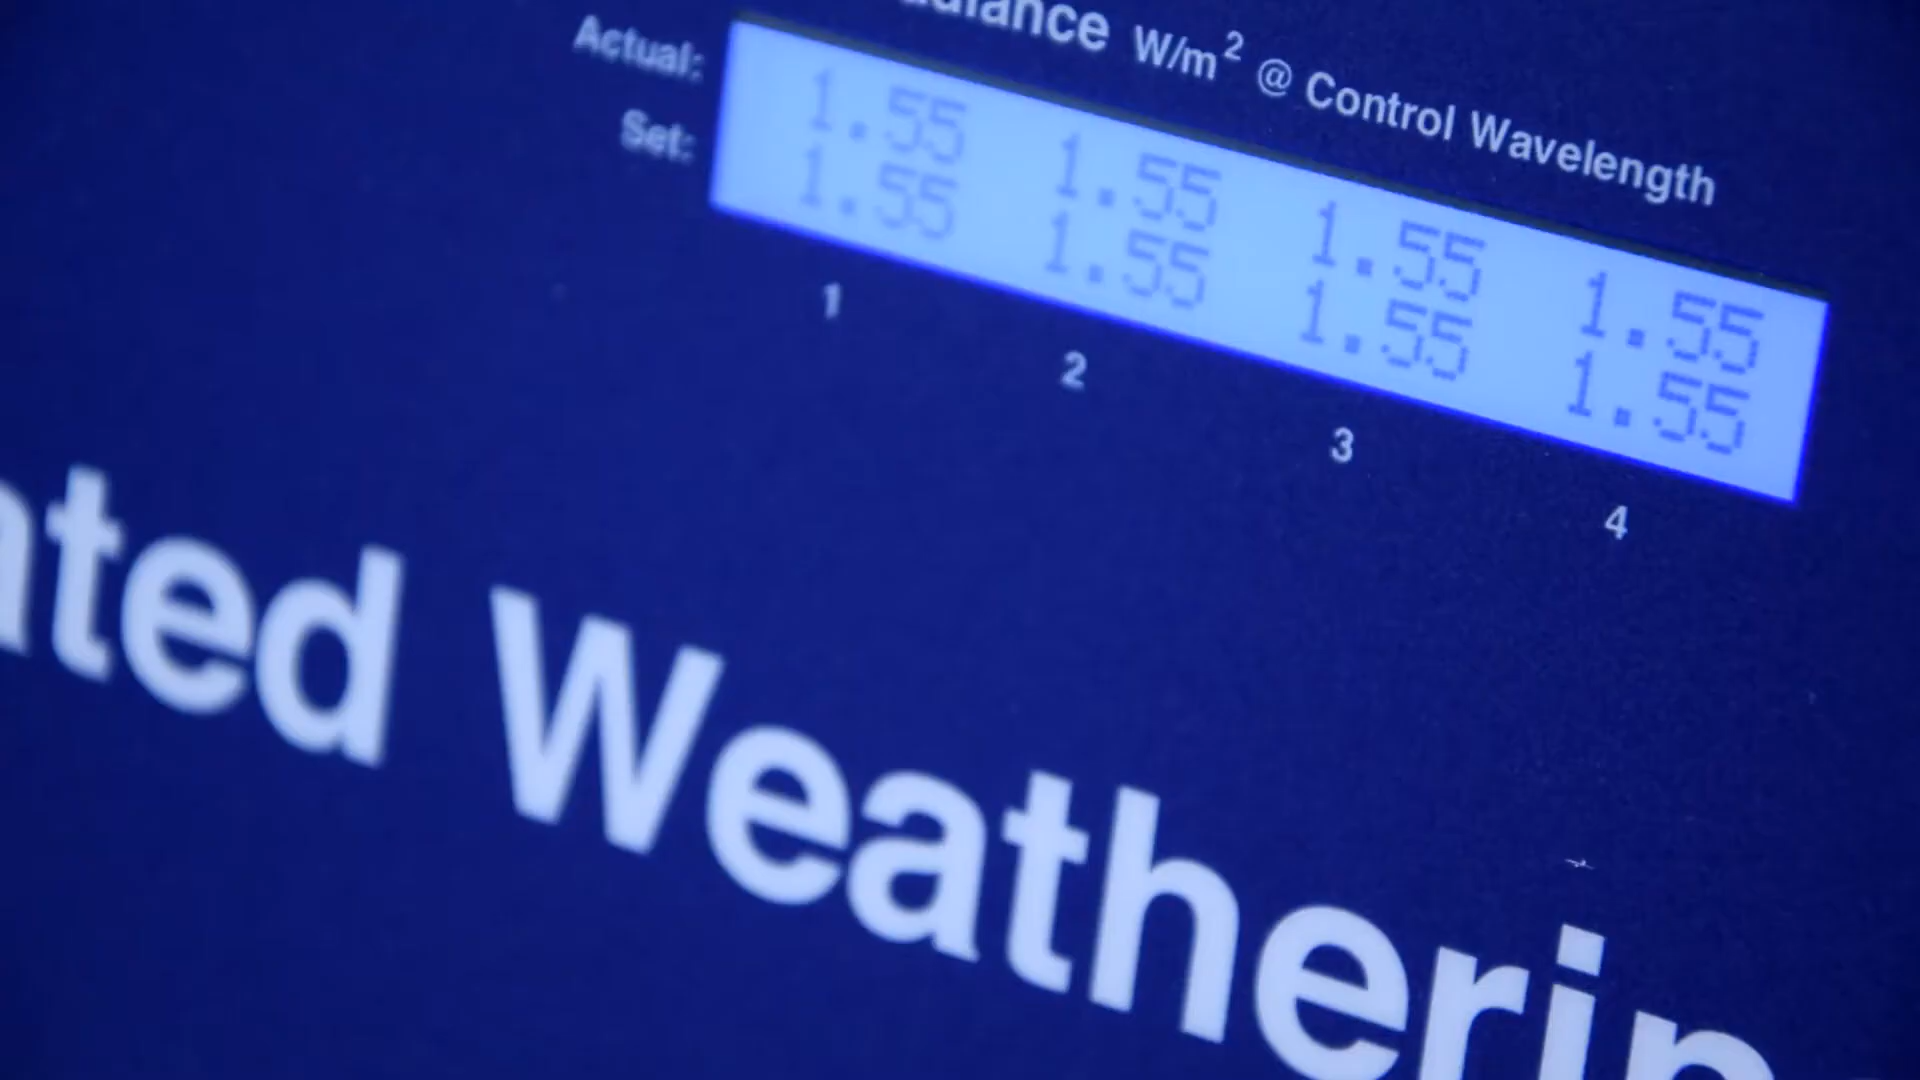 W/m² @ Control Wavelength
Actual: 1.55 1.55 1.55 1.55
Set: 1.55 1.55 1.55 1.55
1 2 3 4
Weatherin